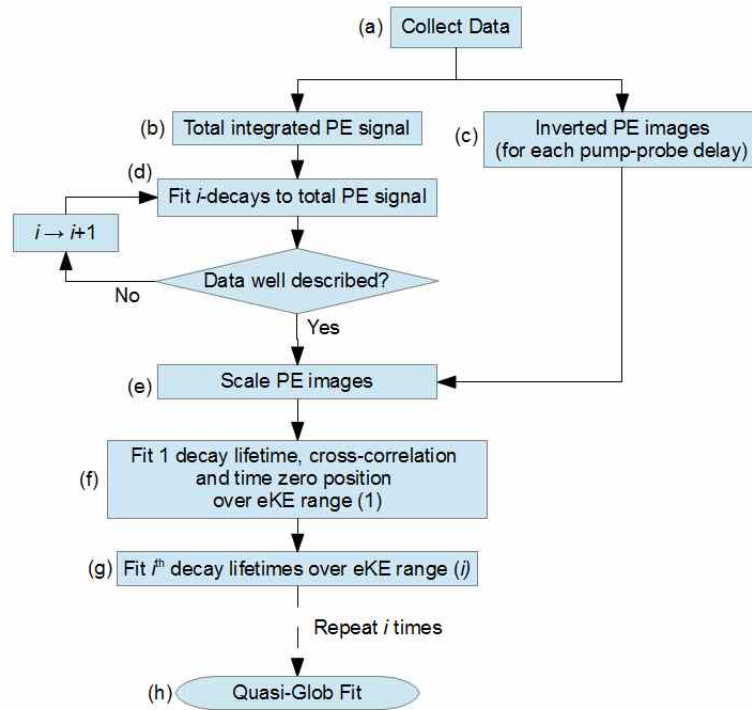 (a)
Collect Data
(b)
Total integrated PE signal
(c)
Inverted PE images
(for each pump-probe delay)
(d)
Fit i-decays to total PE signal
i → i+1
Data well described?
No
Yes
(e)
Scale PE images
(f)
Fit 1 decay lifetime, cross-correlation
and time zero position
over eKE range (1)
(g)
Fit ith decay lifetimes over eKE range (i)
Repeat i times
(h)
Quasi-Glob Fit